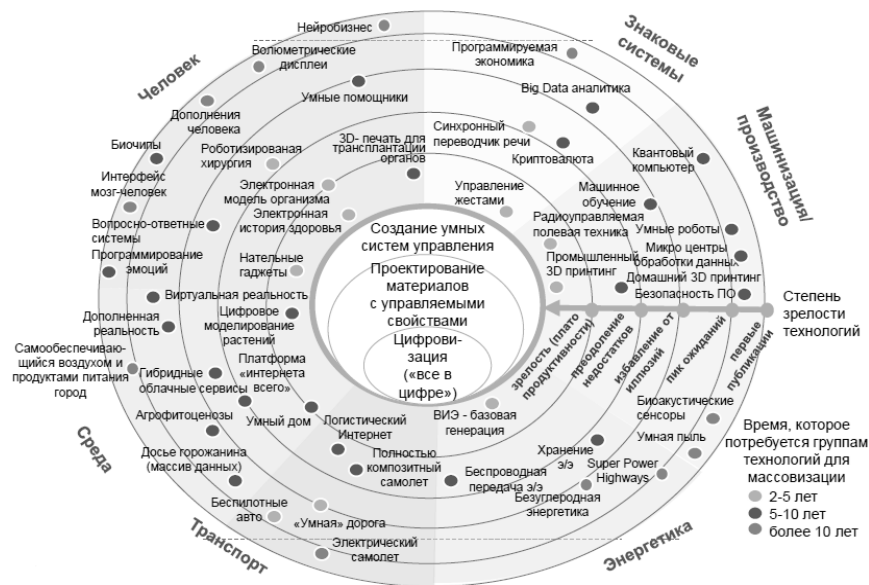 Нейробизнес
Волюметрические
дисплеи
Человек
Умные помощники
Дополнения
человека
Биочипы
Роботизированая
хирургия
3D- печать для
трансплантации
органов
Интерфейс
мозг-человек
Электронная
модель организма
Электронная
история здоровья
Вопросно-ответные
системы
Программирование
эмоций
Нательные
гаджеты
Виртуальная реальность
Дополненная
реальность
Цифровое
моделирование
растений
Самообеспечиваю-
щийся воздухом и
продуктами питания
город
Гибридные
облачные сервисы
Платформа
«интернета
всего»
Агрофитоценозы
Умный дом
Среда
Досье горожанина
(массив данных)
Логистический
Интернет
Полностью
композитный
самолет
Беспилотные
авто
«Умная» дорога
Транспорт
Электрический
самолет
Знаковые
системы
Программируемая
экономика
Big Data аналитика
Синхронный
переводчик речи
Криптовалюта
Управление
жестами
Машинизация/
производство
Квантовый
компьютер
Машинное
обучение
Радиоуправляемая
полевая техника
Умные роботы
Микро центры
обработки данных
Промышленный
3D принтинг
Домашний 3D принтинг
Безопасность ПО
Создание умных
систем управления
Проектирование
материалов
с управляемыми
свойствами
Цифрови-
зация
(«все в
цифре»)
Степень
зрелости
технологий
зрелость (плато
продуктивности)
преодоление
недостатков
избавление от
иллюзий
пик ожиданий
первые
публикации
ВИЭ - базовая
генерация
Биоакустические
сенсоры
Умная пыль
Хранение
э/э
Super Power
Highways
Беспроводная
передача э/э
Безуглеродная
энергетика
Энергетика
Время, которое
потребуется группам
технологий для
массовизации
2-5 лет
5-10 лет
более 10 лет